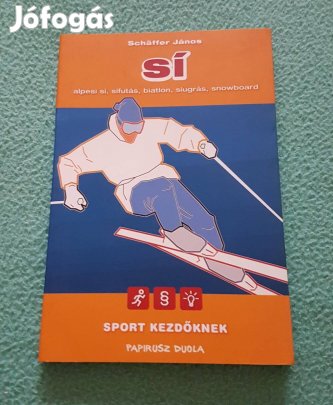 Jófogás
Schäffer János
sí
alpesi sí, sífutás, biatlon, síugrás, snowboard
§
SPORT KEZDŐKNEK
PAPIRUSZ DUOLA